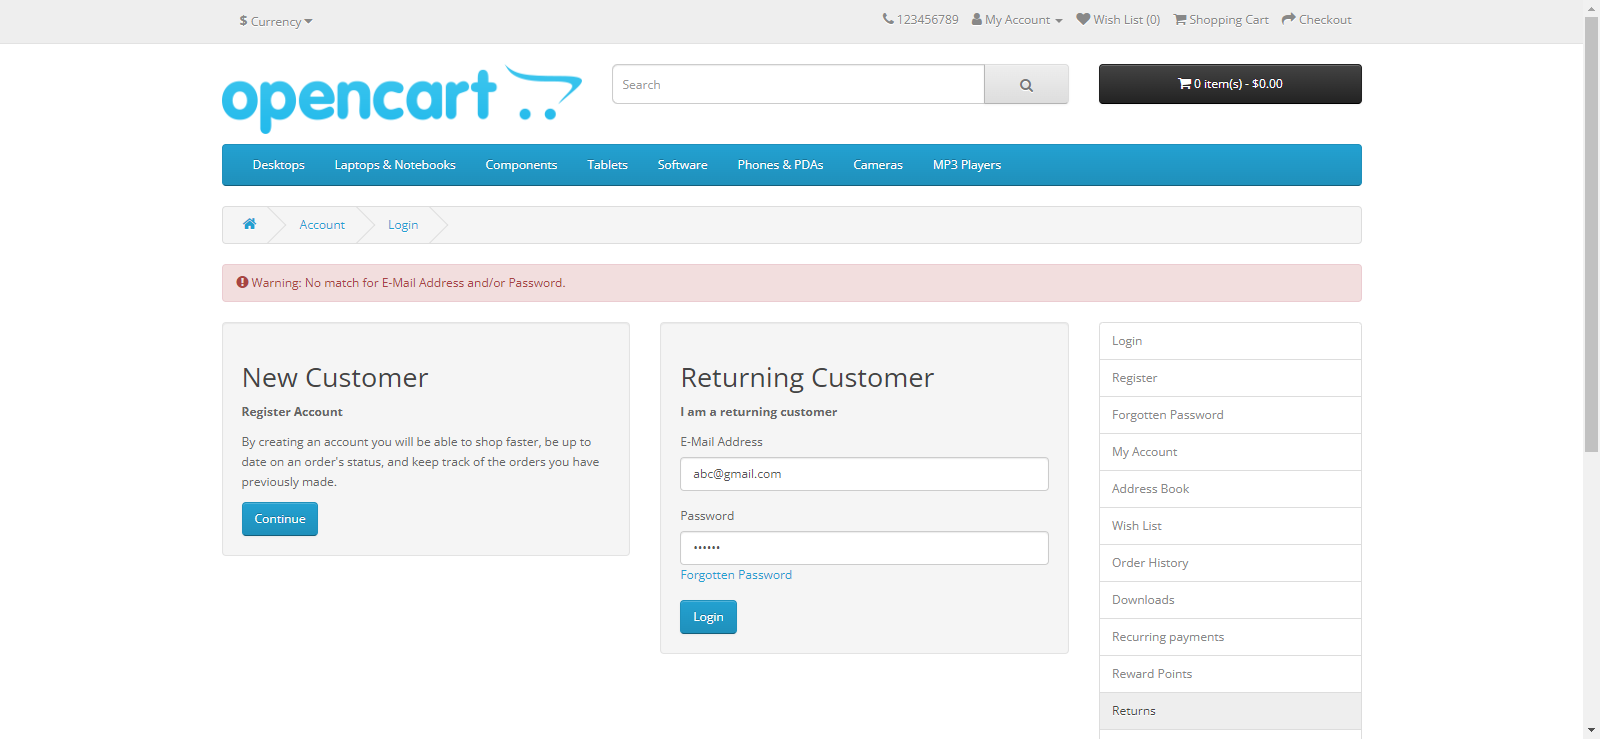 $ Currency
123456789 My Account Wish List (0) Shopping Cart Checkout
opencart
Search
0 item(s) - $0.00
Desktops Laptops & Notebooks Components Tablets Software Phones & PDAs Cameras MP3 Players
Account Login
Warning: No match for E-Mail Address and/or Password.
New Customer
Register Account
By creating an account you will be able to shop faster, be up to
date on an order's status, and keep track of the orders you have
previously made.
Continue
Returning Customer
I am a returning customer
E-Mail Address
abc@gmail.com
Password
••••••
Forgotten Password
Login
Login
Register
Forgotten Password
My Account
Address Book
Wish List
Order History
Downloads
Recurring payments
Reward Points
Returns